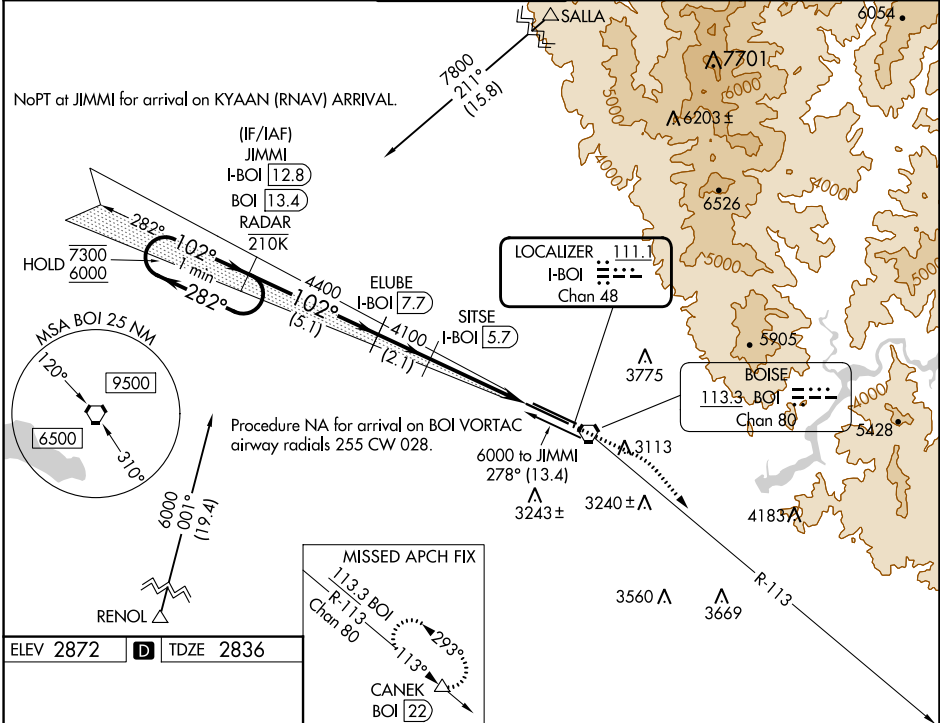 SALLA
6054
7701
7800
211°
(15.8)
6000
5000
NoPT at JIMMI for arrival on KYAAN (RNAV) ARRIVAL.
6203 ±
4000
(IF/IAF)
JIMMI
I-BOI 12.8
BOI 13.4
RADAR
210K
4000
6526
282°
102°
HOLD 7300
6000
1 min
282°
4400
102°
(5.1)
ELUBE
I-BOI 7.7
4100
(2.1)
SITSE
I-BOI 5.7
LOCALIZER 111.1
I-BOI
Chan 48
5000
MSA BOI 25 NM
120°
9500
6500
310°
3775
5905
BOISE
113.3 BOI
Chan 80
4000
5428
Procedure NA for arrival on BOI VORTAC
airway radials 255 CW 028.
6000 to JIMMI
278° (13.4)
3113
3243 ±
3240 ±
4183
6000
001°
(19.4)
RENOL
MISSED APCH FIX
113.3 BOI
R-113
Chan 80
293°
113°
CANEK
BOI 22
3560
3669
R-113
ELEV 2872 D TDZE 2836